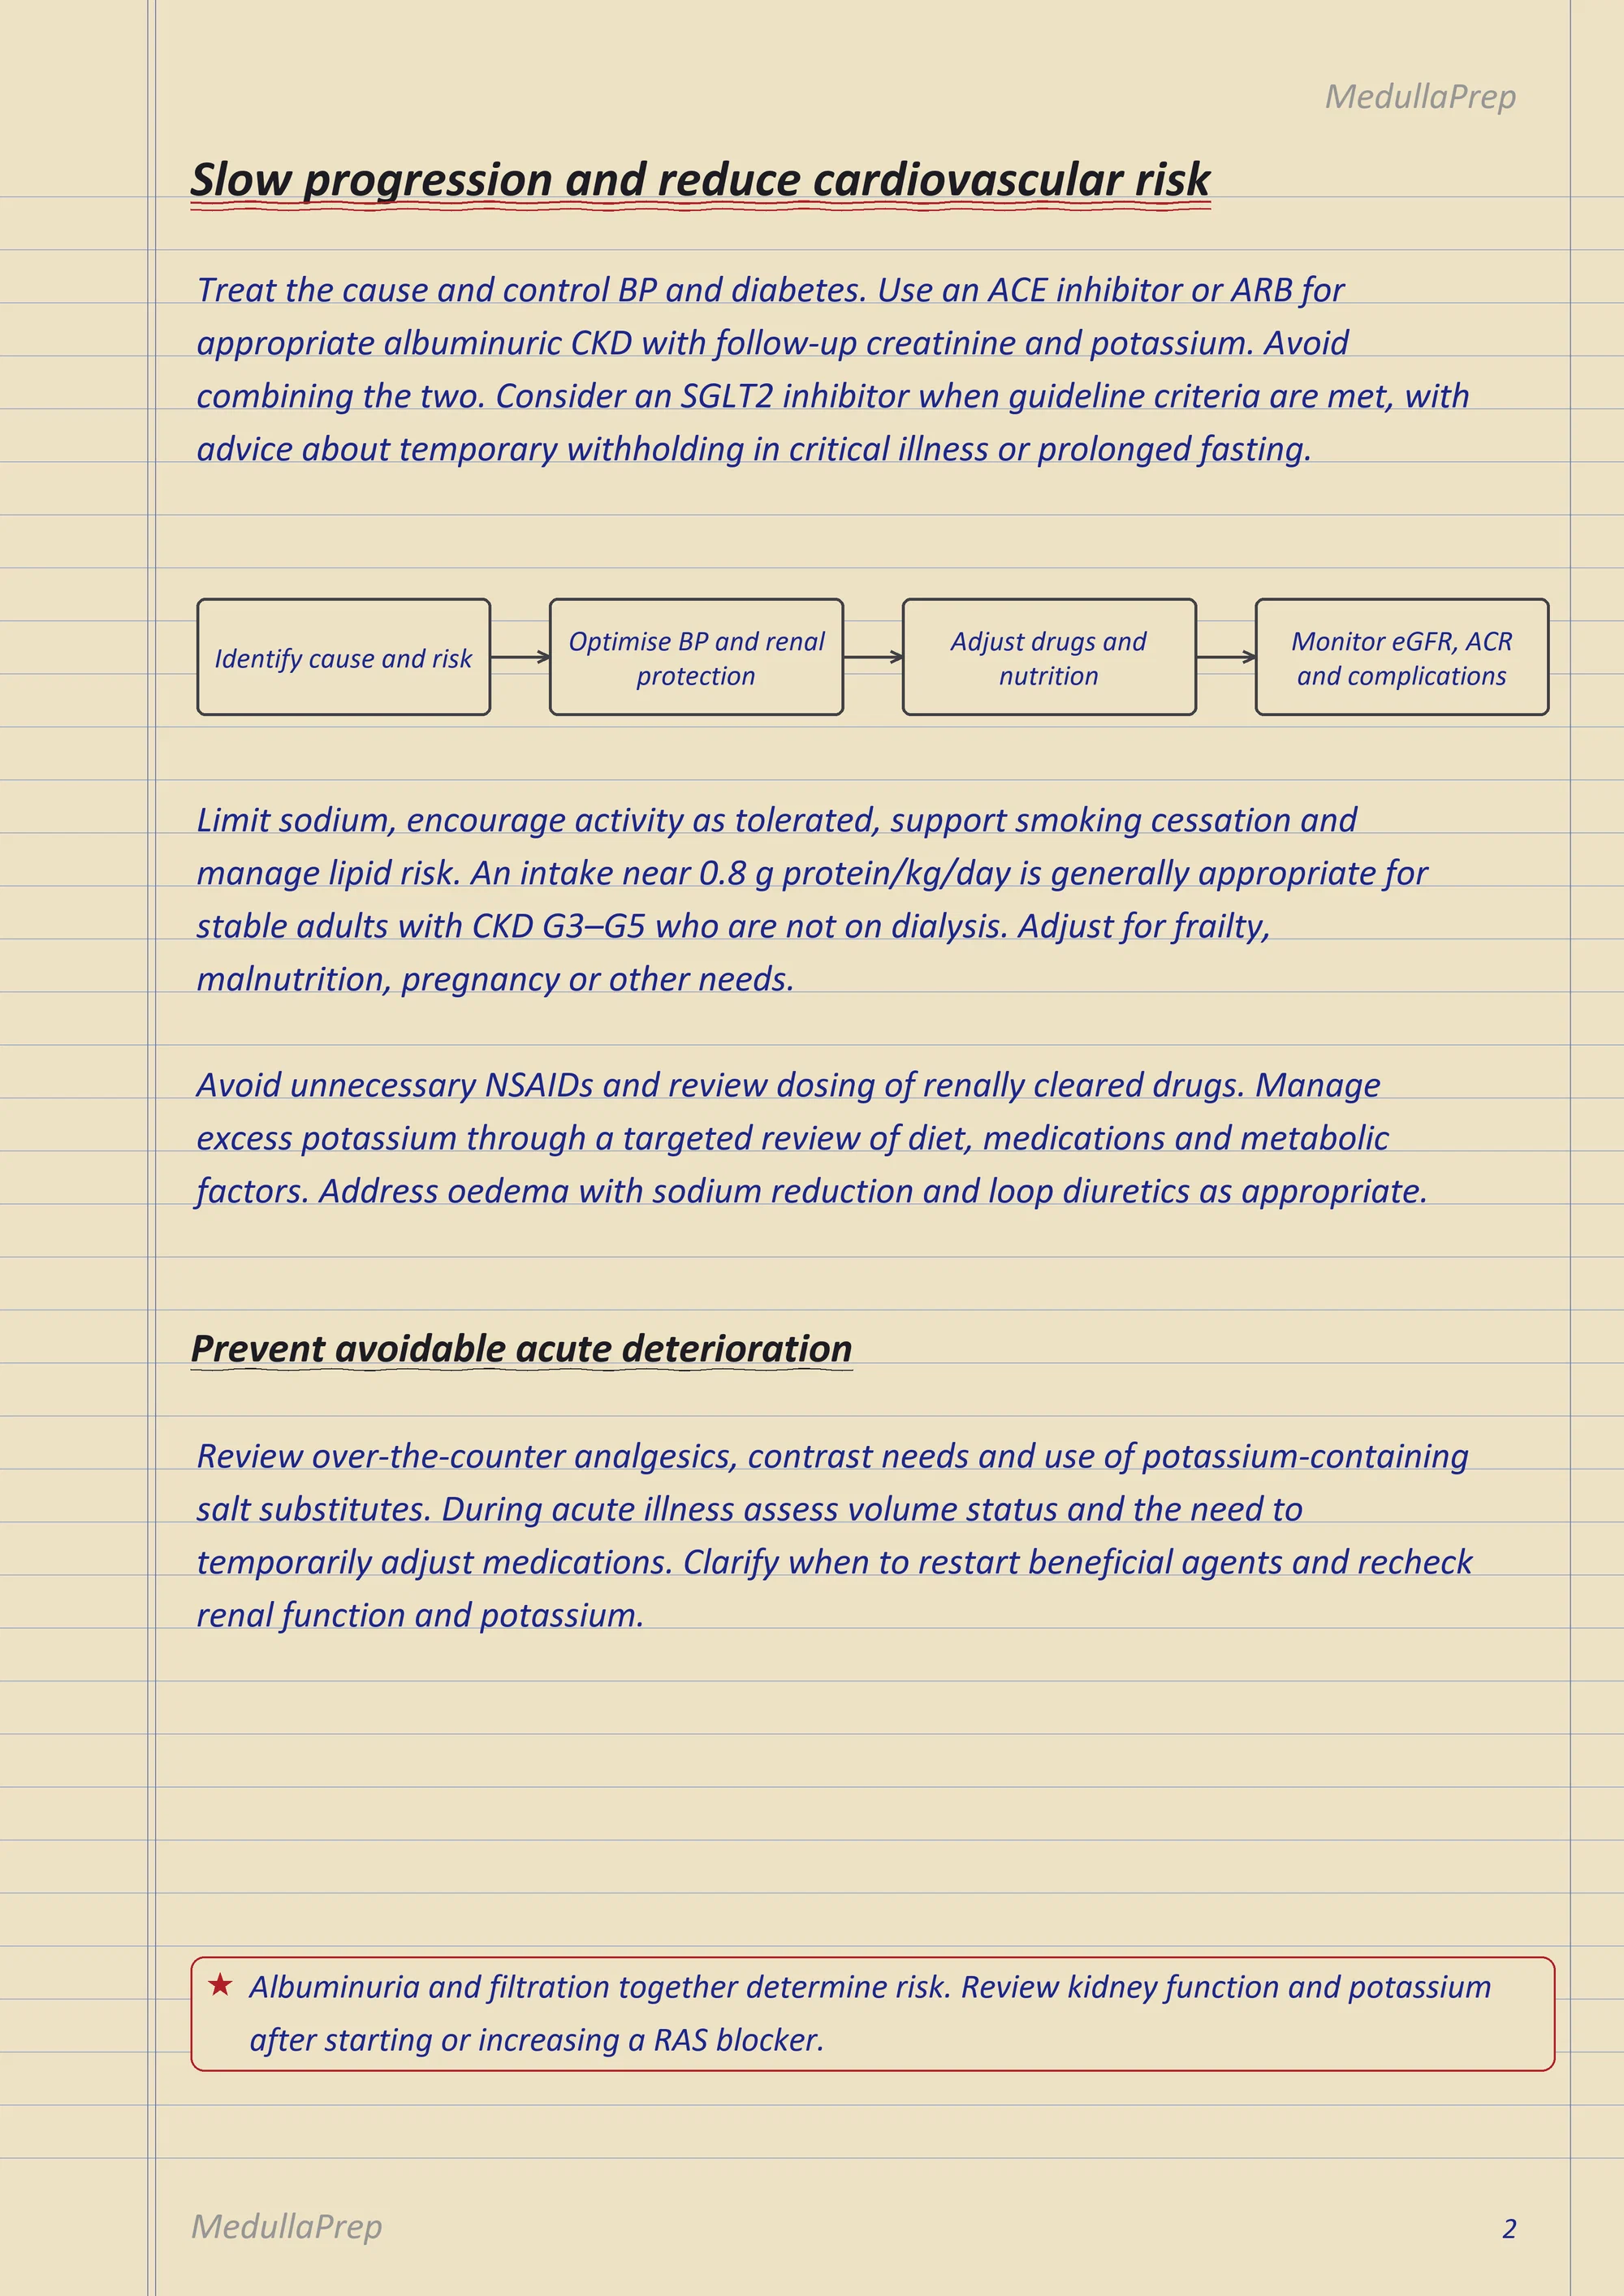 MedullaPrep
Slow progression and reduce cardiovascular risk
Treat the cause and control BP and diabetes. Use an ACE inhibitor or ARB for
appropriate albuminuric CKD with follow-up creatinine and potassium. Avoid
combining the two. Consider an SGLT2 inhibitor when guideline criteria are met, with
advice about temporary withholding in critical illness or prolonged fasting.
Identify cause and risk
Optimise BP and renal
protection
Adjust drugs and
nutrition
Monitor eGFR, ACR
and complications
Limit sodium, encourage activity as tolerated, support smoking cessation and
manage lipid risk. An intake near 0.8 g protein/kg/day is generally appropriate for
stable adults with CKD G3–G5 who are not on dialysis. Adjust for frailty,
malnutrition, pregnancy or other needs.
Avoid unnecessary NSAIDs and review dosing of renally cleared drugs. Manage
excess potassium through a targeted review of diet, medications and metabolic
factors. Address oedema with sodium reduction and loop diuretics as appropriate.
Prevent avoidable acute deterioration
Review over-the-counter analgesics, contrast needs and use of potassium-containing
salt substitutes. During acute illness assess volume status and the need to
temporarily adjust medications. Clarify when to restart beneficial agents and recheck
renal function and potassium.
★ Albuminuria and filtration together determine risk. Review kidney function and potassium
after starting or increasing a RAS blocker.
MedullaPrep
2